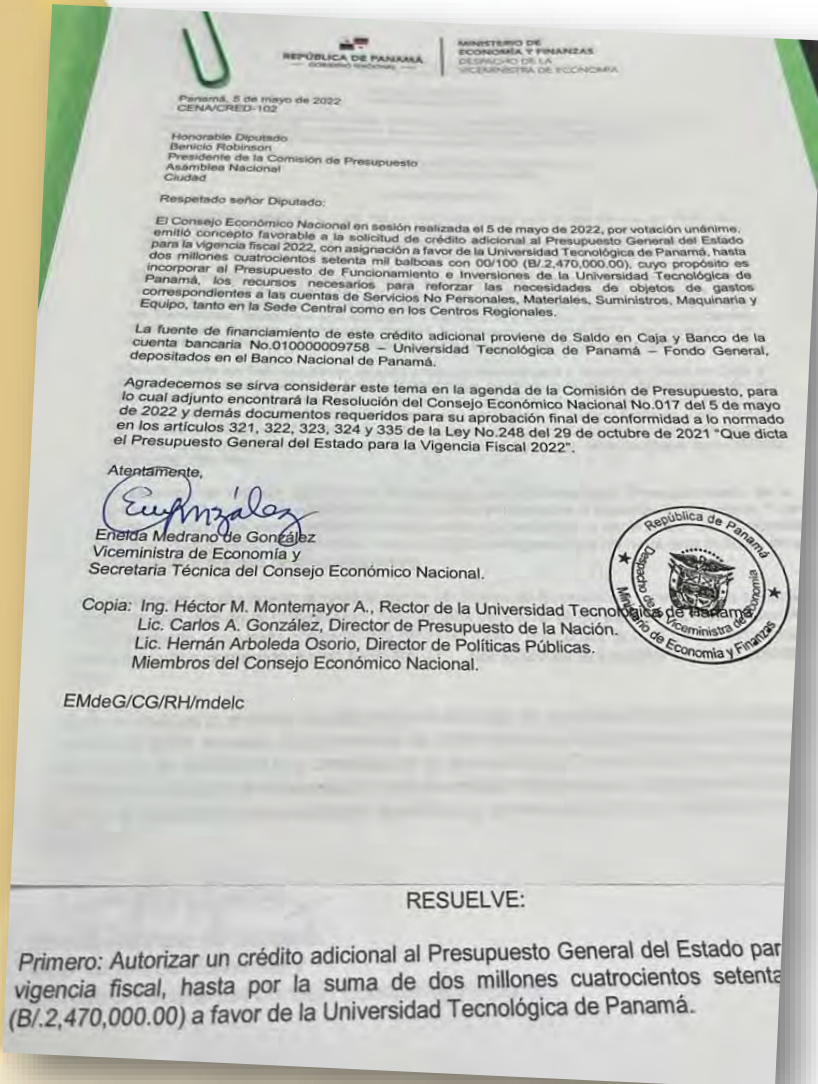 REPÚBLICA DE PANAMÁ
— GOBIERNO NACIONAL —
MINISTERIO DE
ECONOMÍA Y FINANZAS
DESPACHO DE LA
VICEMINISTRA DE ECONOMÍA
Panamá, 5 de mayo de 2022
CENA/CRED-102
Honorable Diputado
Benicio Robinson
Presidente de la Comisión de Presupuesto
Asamblea Nacional
Ciudad
Respetado señor Diputado:
El Consejo Económico Nacional en sesión realizada el 5 de mayo de 2022, por votación unánime,
emitió concepto favorable a la solicitud de crédito adicional al Presupuesto General del Estado
para la vigencia fiscal 2022, con asignación a favor de la Universidad Tecnológica de Panamá, hasta
dos millones cuatrocientos setenta mil balboas con 00/100 (B/.2,470,000.00), cuyo propósito es
incorporar al Presupuesto de Funcionamiento e Inversiones de la Universidad Tecnológica de
Panamá, los recursos necesarios para reforzar las necesidades de objetos de gastos
correspondientes a las cuentas de Servicios No Personales, Materiales, Suministros, Maquinaria y
Equipo, tanto en la Sede Central como en los Centros Regionales.
La fuente de financiamiento de este crédito adicional proviene de Saldo en Caja y Banco de la
cuenta bancaria No.010000009758 – Universidad Tecnológica de Panamá – Fondo General,
depositados en el Banco Nacional de Panamá.
Agradecemos se sirva considerar este tema en la agenda de la Comisión de Presupuesto, para
lo cual adjunto encontrará la Resolución del Consejo Económico Nacional No.017 del 5 de mayo
de 2022 y demás documentos requeridos para su aprobación final de conformidad a lo normado
en los artículos 321, 322, 323, 324 y 335 de la Ley No.248 del 29 de octubre de 2021 "Que dicta
el Presupuesto General del Estado para la Vigencia Fiscal 2022".
Atentamente,
Enelda Medrano de González
Viceministra de Economía y
Secretaria Técnica del Consejo Económico Nacional.
República de Panamá
Despacho de la Viceministra de Economía
Ministerio de Economía y Finanzas
Copia: Ing. Héctor M. Montemayor A., Rector de la Universidad Tecnológica de Panamá.
Lic. Carlos A. González, Director de Presupuesto de la Nación.
Lic. Hernán Arboleda Osorio, Director de Políticas Públicas.
Miembros del Consejo Económico Nacional.
EMdeG/CG/RH/mdelc
RESUELVE:
Primero: Autorizar un crédito adicional al Presupuesto General del Estado par
vigencia fiscal, hasta por la suma de dos millones cuatrocientos setenta
(B/.2,470,000.00) a favor de la Universidad Tecnológica de Panamá.